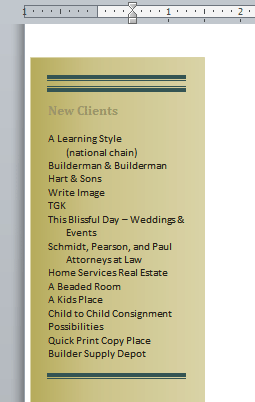 1 1 2
New Clients
A Learning Style
(national chain)
Builderman & Builderman
Hart & Sons
Write Image
TGK
This Blissful Day – Weddings &
Events
Schmidt, Pearson, and Paul
Attorneys at Law
Home Services Real Estate
A Beaded Room
A Kids Place
Child to Child Consignment
Possibilities
Quick Print Copy Place
Builder Supply Depot